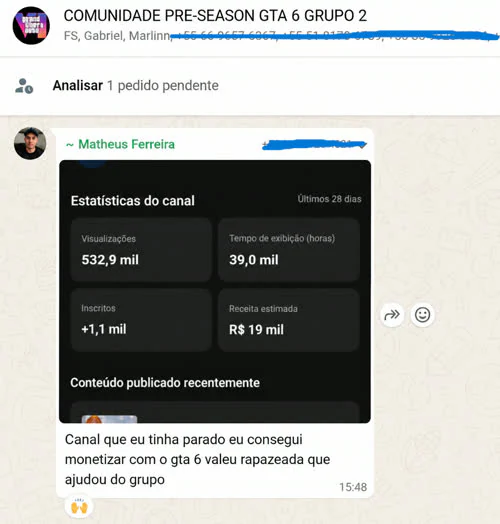 COMUNIDADE PRE-SEASON GTA 6 GRUPO 2
FS, Gabriel, Marlinn,
Analisar 1 pedido pendente
~ Matheus Ferreira
Estatísticas do canal
Últimos 28 dias
Visualizações
532,9 mil
Tempo de exibição (horas)
39,0 mil
Inscritos
+1,1 mil
Receita estimada
R$ 19 mil
Conteúdo publicado recentemente
Canal que eu tinha parado eu consegui
monetizar com o gta 6 valeu rapazeada que
ajudou do grupo
15:48